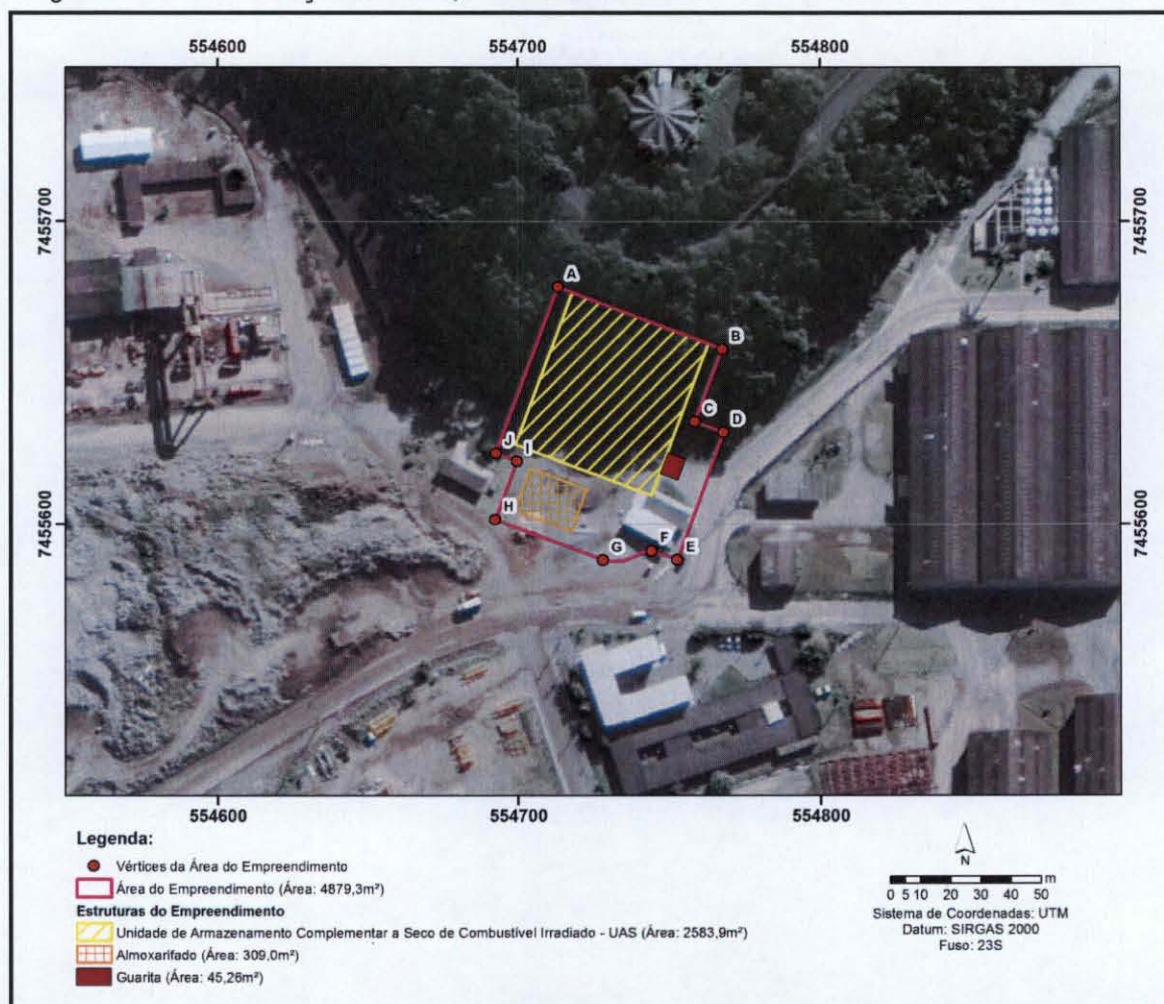 554600 554700 554800
7455700 7455700
A
B
C
D
J I
H
7455600 7455600
F
G E
554600 554700 554800
Legenda:
Vértices da Área do Empreendimento
Área do Empreendimento (Área: 4879,3m²)
Estruturas do Empreendimento
Unidade de Armazenamento Complementar a Seco de Combustível Irradiado - UAS (Área: 2583,9m²)
Almoxarifado (Área: 309,0m²)
Guarita (Área: 45,26m²)
N
m
0 5 10 20 30 40 50
Sistema de Coordenadas: UTM
Datum: SIRGAS 2000
Fuso: 23S